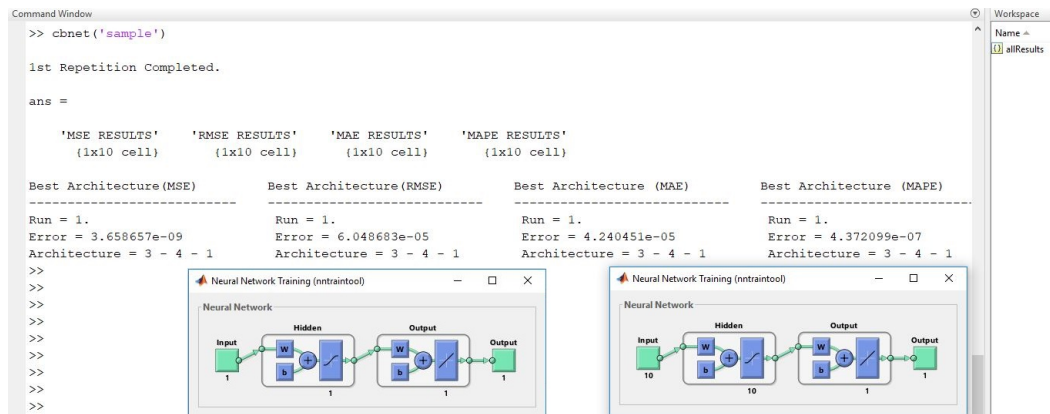 Command Window
Workspace
>> cbnet('sample')
Name
allResults
1st Repetition Completed.
ans =
'MSE RESULTS' 'RMSE RESULTS' 'MAE RESULTS' 'MAPE RESULTS'
{1x10 cell} {1x10 cell} {1x10 cell} {1x10 cell}
Best Architecture(MSE) Best Architecture(RMSE) Best Architecture (MAE) Best Architecture (MAPE)
--------------------------- ---------------------------- ---------------------------- ----------------------------
Run = 1. Run = 1. Run = 1. Run = 1.
Error = 3.658657e-09 Error = 6.048683e-05 Error = 4.240451e-05 Error = 4.372099e-07
Architecture = 3 - 4 - 1 Architecture = 3 - 4 - 1 Architecture = 3 - 4 - 1 Architecture = 3 - 4 - 1
>>
>>
>>
>>
>>
>>
>>
>>
>>
Neural Network Training (nntraintool)
Neural Network
Hidden Output
Input Output
W W
b b
1 1
1 1
Neural Network Training (nntraintool)
Neural Network
Hidden Output
Input Output
W W
b b
10 1
10 1